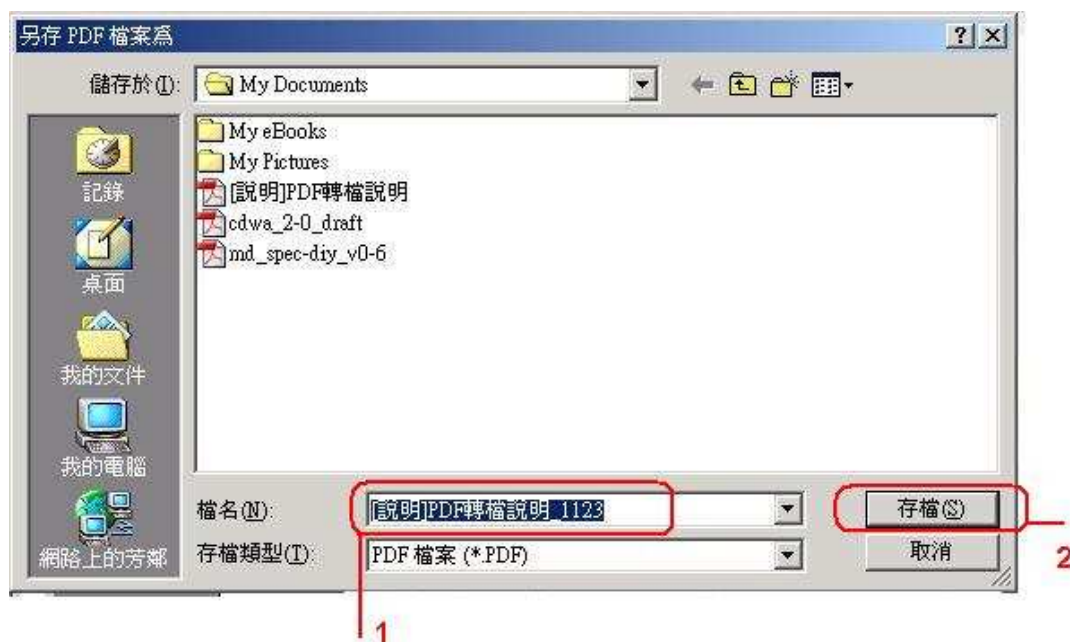 另存 PDF 檔案為
儲存於(I):
My Documents
記錄
桌面
我的文件
我的電腦
網路上的芳鄰
My eBooks
My Pictures
[說明]PDF轉檔說明
cdwa_2-0_draft
md_spec-diy_v0-6
檔名(N):
[說明]PDF轉檔說明_1123
存檔(S)
存檔類型(T):
PDF 檔案 (*.PDF)
取消
1
2